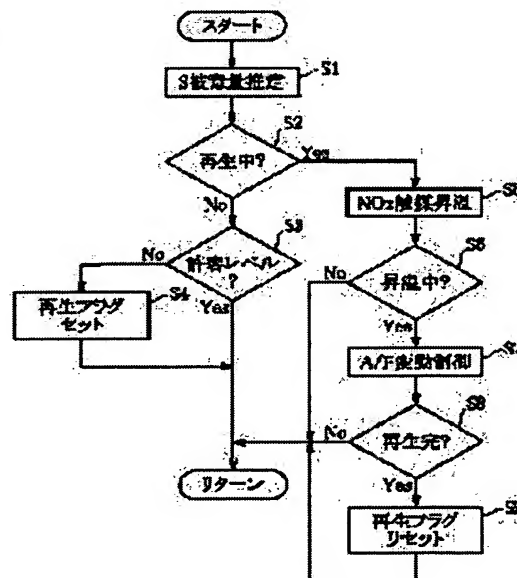 スタート
S1
S被毒量推定
S2
再生中?
Yes
No
NOx触媒昇温
S3
許容レベル
?
No
Yes
S4
再生フラグ
セット
S6
昇温中?
No
Yes
A/F変動制御
S8
再生完?
No
Yes
リターン
再生フラグ
リセット